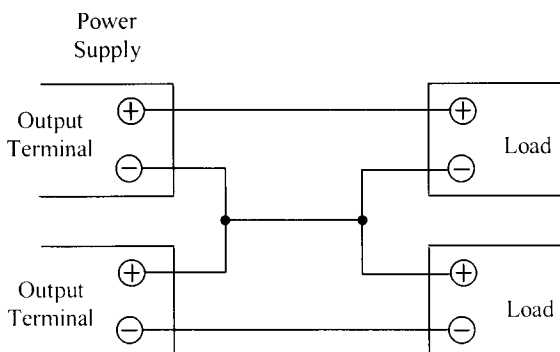 Power
Supply
+
+
Output
Terminal
Load
−
−
+
+
Output
Terminal
Load
−
−